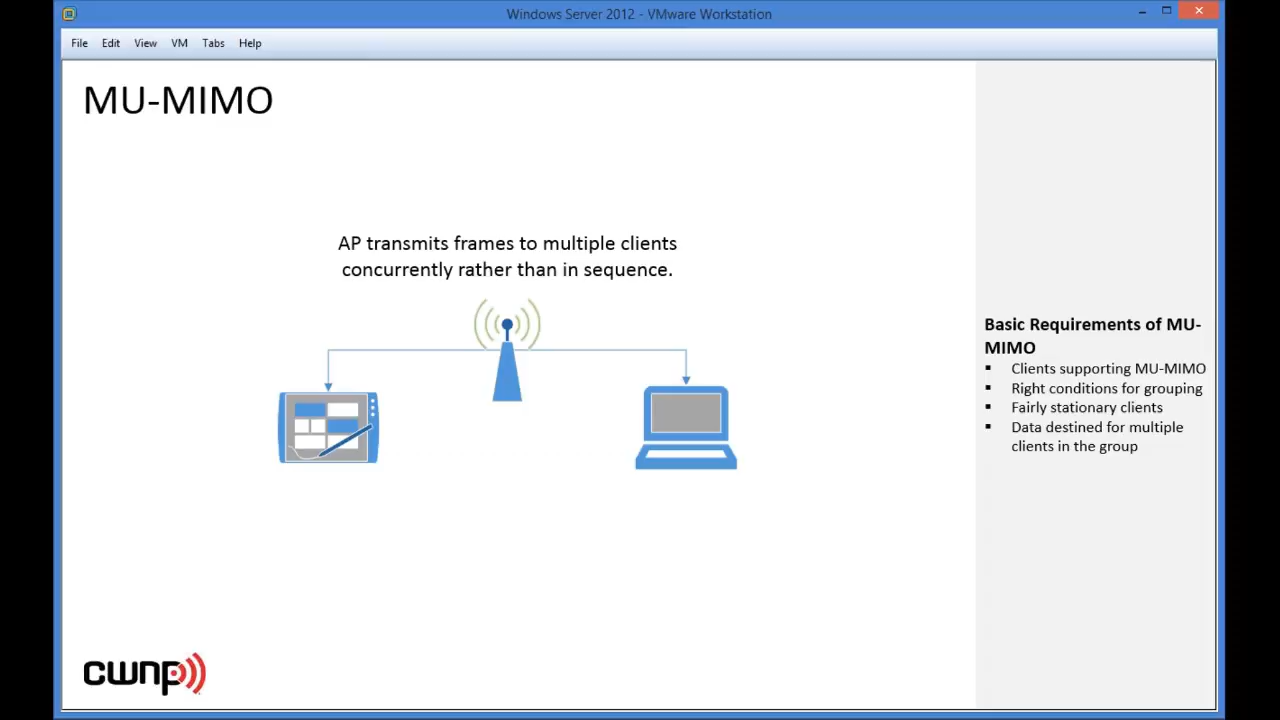 Windows Server 2012 - VMware Workstation
File Edit View VM Tabs Help
MU-MIMO
AP transmits frames to multiple clients
concurrently rather than in sequence.
Basic Requirements of MU-
MIMO
▪ Clients supporting MU-MIMO
▪ Right conditions for grouping
▪ Fairly stationary clients
▪ Data destined for multiple
clients in the group
cwnp